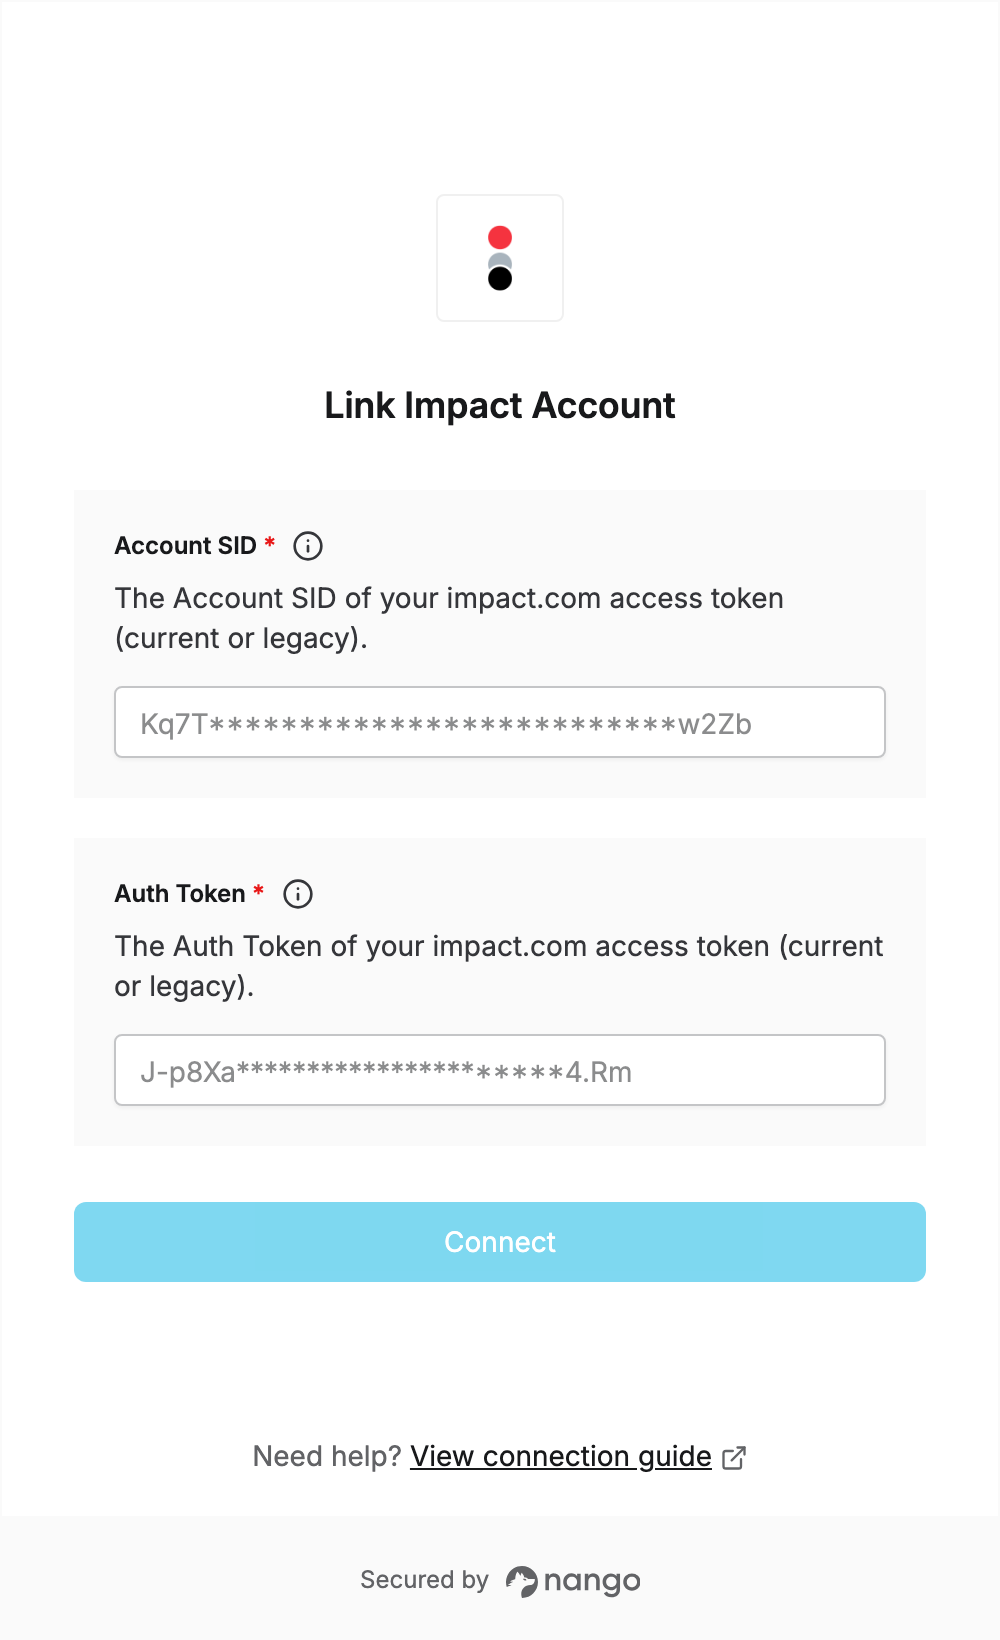 Link Impact Account
Account SID *
The Account SID of your impact.com access token
(current or legacy).
Kq7T**************************w2Zb
Auth Token *
The Auth Token of your impact.com access token (current
or legacy).
J-p8Xa**********************4.Rm
Connect
Need help? View connection guide
Secured by nango